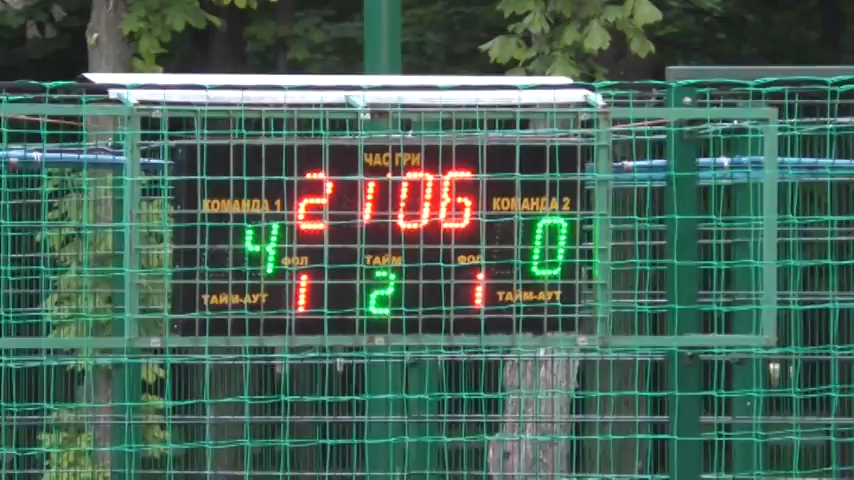 ЧАС ГРИ
21:06
КОМАНДА 1
КОМАНДА 2
4
0
ФОЛ
ТАЙМ
ФОЛ
1
2
1
ТАЙМ-АУТ
ТАЙМ-АУТ